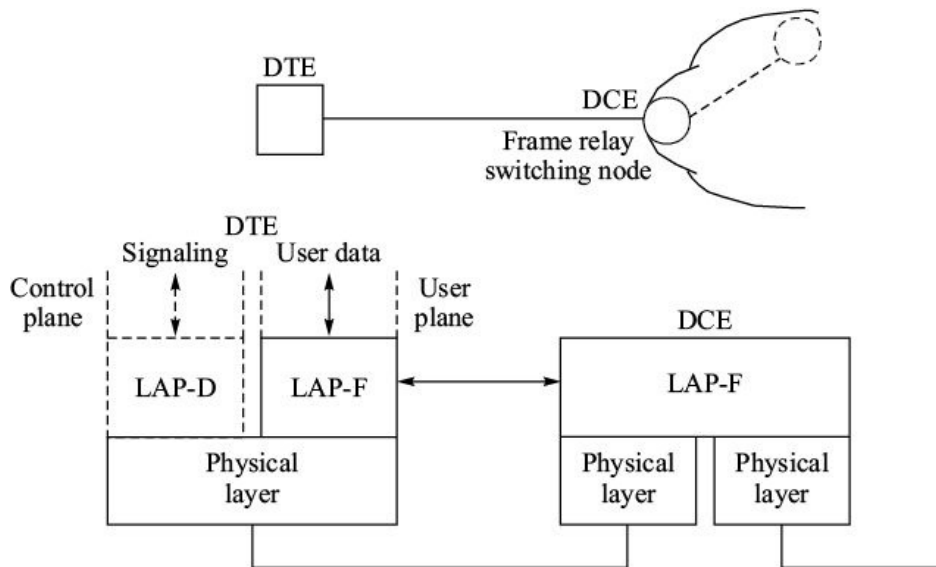 DTE
DCE
Frame relay
switching node
DTE
Signaling
User data
Control
plane
User
plane
DCE
LAP-D
LAP-F
LAP-F
Physical
layer
Physical
layer
Physical
layer